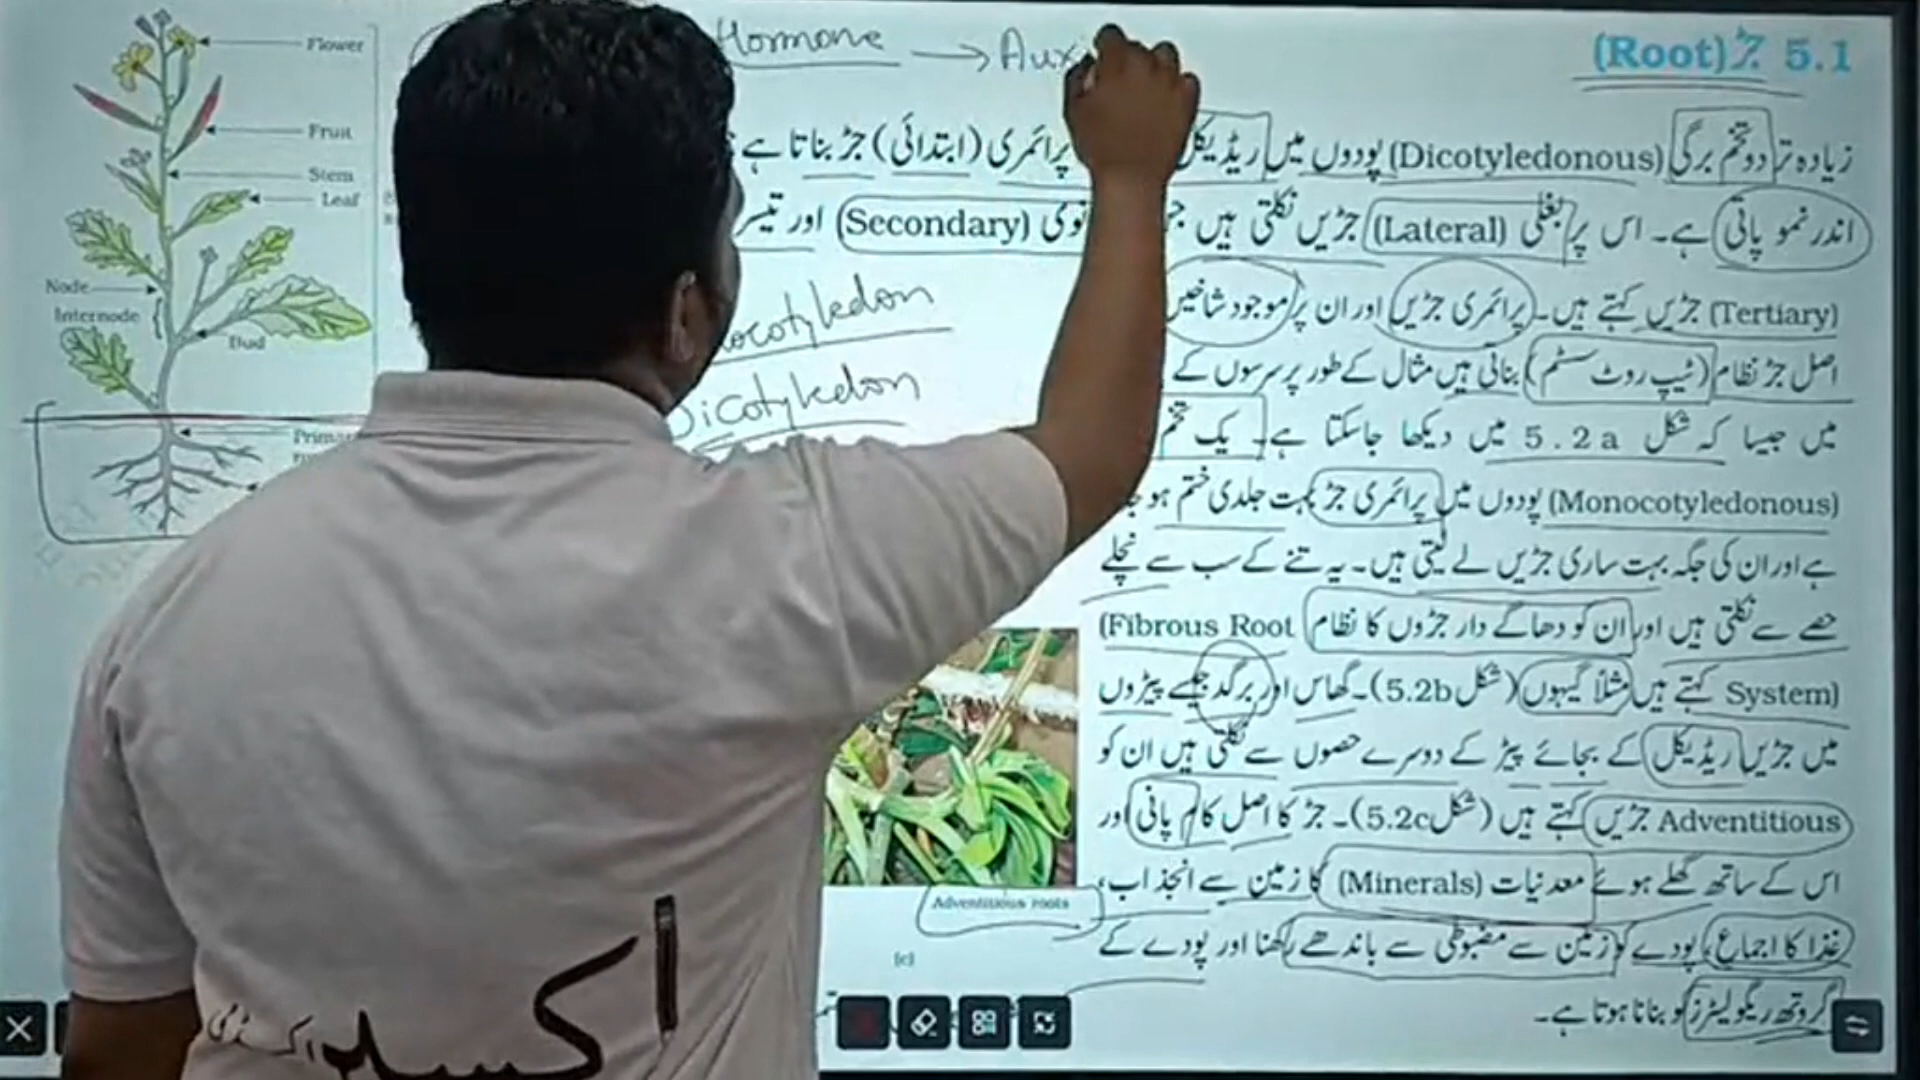 Hormone → Aux
(Root) جڑ 5.1
زیادہ تر دو تخم برگی (Dicotyledonous) پودوں میں ریڈیکل پرائمری (ابتدائی) جڑ بناتا ہے
اندر نمو پاتی ہے۔ اس پر بغلی (Lateral) جڑیں نکلتی ہیں (Secondary) اور
(Tertiary) جڑیں کہتے ہیں۔ پرائمری جڑیں اور ان پر موجود شاخیں
اصل جڑ نظام (ٹیپ روٹ سسٹم) بناتی ہیں مثال کے طور پر سرسوں کے
میں جیسا کہ شکل 5.2a میں دیکھا جاسکتا ہے۔ یک تخم
(Monocotyledonous) پودوں میں پرائمری جڑ بہت جلدی ختم ہو
ہے اور ان کی جگہ بہت ساری جڑیں لے لیتی ہیں۔ یہ تنے کے سب سے نچلے
حصے سے نکلتی ہیں اور ان کو دھاگے دار جڑوں کا نظام (Fibrous Root
System) کہتے ہیں مثلاً گیہوں (شکل 5.2b)۔ گھاس اور برگد جیسے پیڑوں
میں جڑیں ریڈیکل کے بجائے پیڑ کے دوسرے حصوں سے نکلتی ہیں ان کو
Adventitious جڑیں کہتے ہیں (شکل 5.2c)۔ جڑ کا اصل کام پانی اور
اس کے ساتھ گھلے ہوئے معدنیات (Minerals) کا زمین سے انجذاب،
غذا کا اجماع، پودے کو زمین سے مضبوطی سے باندھے رکھنا اور پودے کے
گروتھ ریگولیٹرز کو بنانا ہوتا ہے۔
Flower
Fruit
Stem
Leaf
Node
Internode
Bud
ocotyledon
Dicotyledon
Adventitious roots
(c)